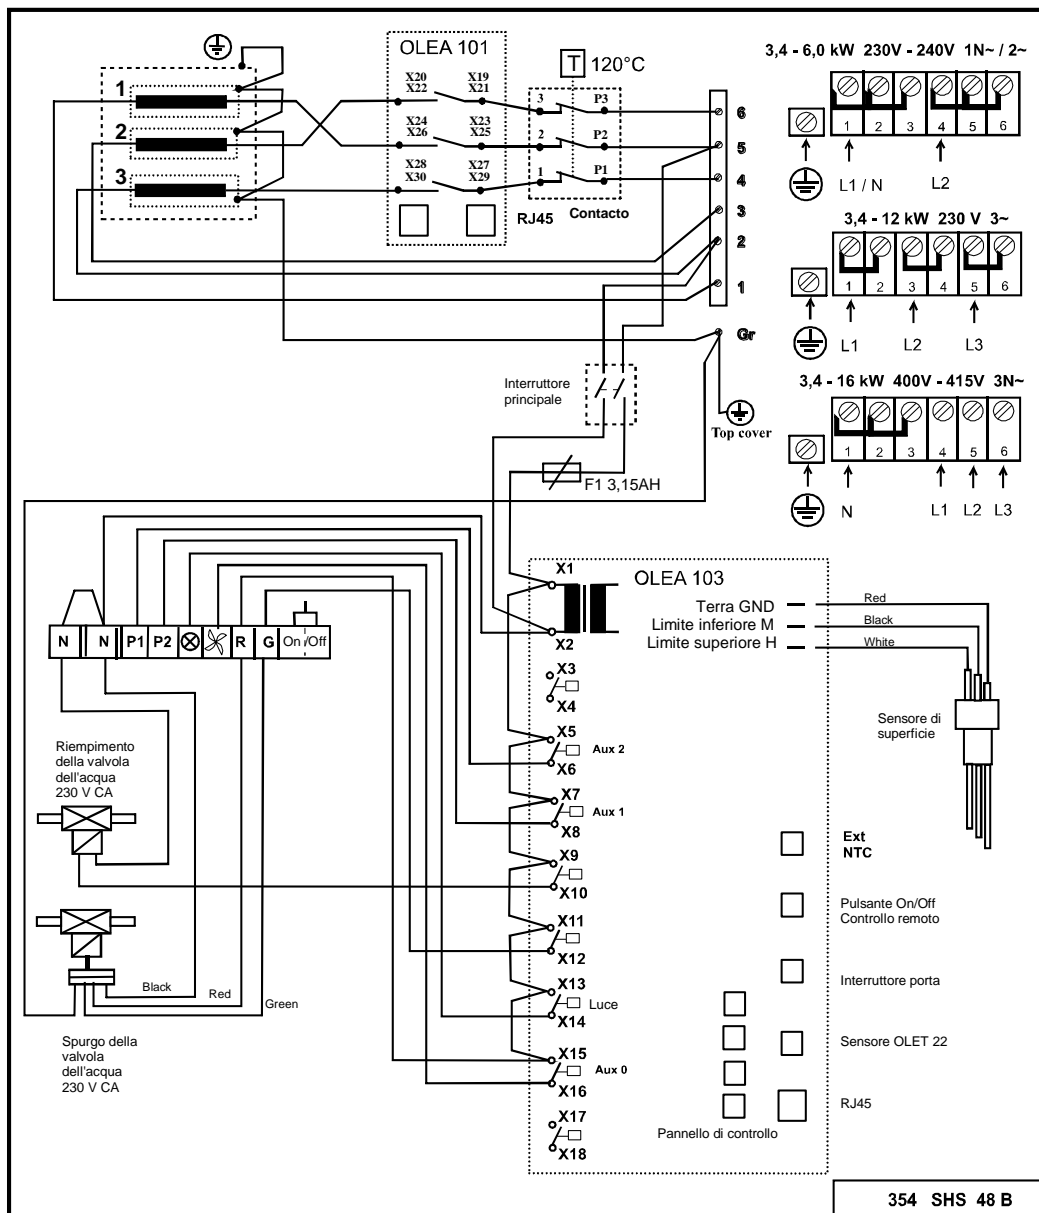 OLEA 101
T 120°C
1
2
3
X20 X19
X22 X21
X24 X23
X26 X25
X28 X27
X30 X29
3 P3
2 P2
1 P1
RJ45
Contacto
6
5
4
3
2
1
Gr
Top cover
Interruttore
principale
F1 3,15AH
3,4 - 6,0 kW 230V - 240V 1N~ / 2~
1 2 3 4 5 6
L1 / N L2
3,4 - 12 kW 230 V 3~
1 2 3 4 5 6
L1 L2 L3
3,4 - 16 kW 400V - 415V 3N~
1 2 3 4 5 6
N L1 L2 L3
N N P1 P2 R G On /Off
Riempimento
della valvola
dell'acqua
230 V CA
Black
Red
Green
Spurgo della
valvola
dell'acqua
230 V CA
OLEA 103
X1
X2
X3
X4
X5
Aux 2
X6
X7
Aux 1
X8
X9
X10
X11
X12
X13
Luce
X14
X15
Aux 0
X16
X17
X18
Terra GND
Limite inferiore M
Limite superiore H
Red
Black
White
Sensore di
superficie
Ext
NTC
Pulsante On/Off
Controllo remoto
Interruttore porta
Sensore OLET 22
RJ45
Pannello di controllo
354 SHS 48 B